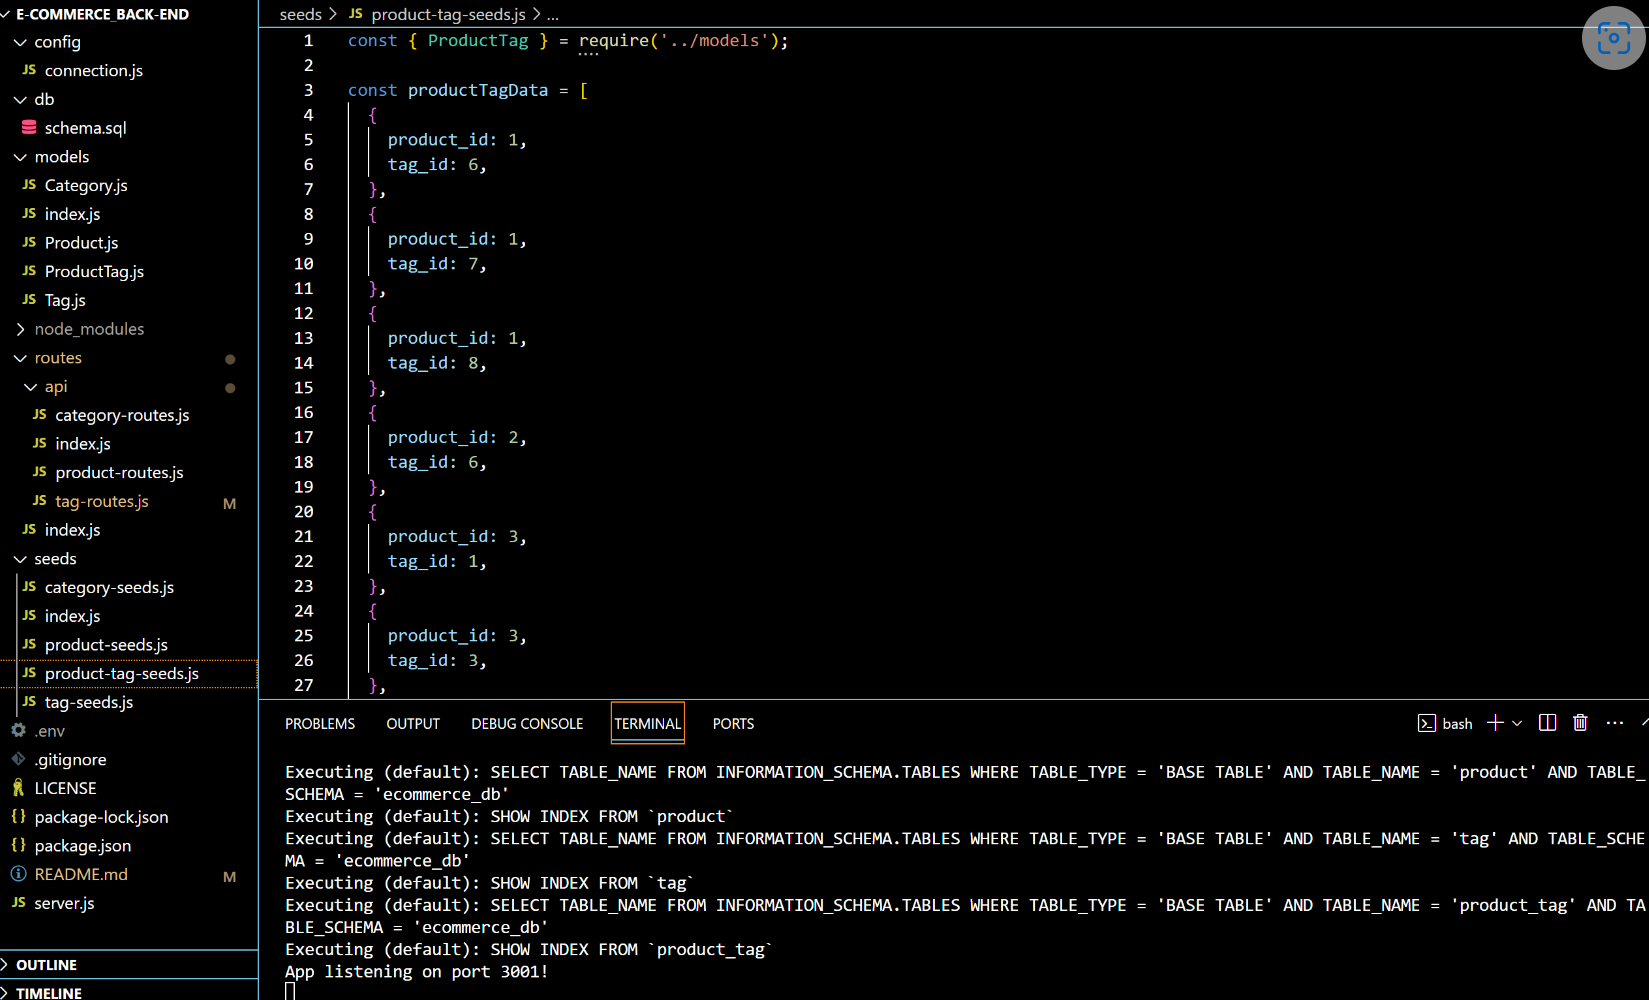 E-COMMERCE_BACK-END
config
JS connection.js
db
schema.sql
models
JS Category.js
JS index.js
JS Product.js
JS ProductTag.js
JS Tag.js
node_modules
routes
api
JS category-routes.js
JS index.js
JS product-routes.js
JS tag-routes.js M
JS index.js
seeds
JS category-seeds.js
JS index.js
JS product-seeds.js
JS product-tag-seeds.js
JS tag-seeds.js
.env
.gitignore
LICENSE
{} package-lock.json
{} package.json
README.md M
JS server.js
OUTLINE
TIMELINE
seeds > JS product-tag-seeds.js > ...
1 const { ProductTag } = require('../models');
2
3 const productTagData = [
4 {
5 product_id: 1,
6 tag_id: 6,
7 },
8 {
9 product_id: 1,
10 tag_id: 7,
11 },
12 {
13 product_id: 1,
14 tag_id: 8,
15 },
16 {
17 product_id: 2,
18 tag_id: 6,
19 },
20 {
21 product_id: 3,
22 tag_id: 1,
23 },
24 {
25 product_id: 3,
26 tag_id: 3,
27 },
PROBLEMS OUTPUT DEBUG CONSOLE TERMINAL PORTS bash
Executing (default): SELECT TABLE_NAME FROM INFORMATION_SCHEMA.TABLES WHERE TABLE_TYPE = 'BASE TABLE' AND TABLE_NAME = 'product' AND TABLE_
SCHEMA = 'ecommerce_db'
Executing (default): SHOW INDEX FROM `product`
Executing (default): SELECT TABLE_NAME FROM INFORMATION_SCHEMA.TABLES WHERE TABLE_TYPE = 'BASE TABLE' AND TABLE_NAME = 'tag' AND TABLE_SCHE
MA = 'ecommerce_db'
Executing (default): SHOW INDEX FROM `tag`
Executing (default): SELECT TABLE_NAME FROM INFORMATION_SCHEMA.TABLES WHERE TABLE_TYPE = 'BASE TABLE' AND TABLE_NAME = 'product_tag' AND TA
BLE_SCHEMA = 'ecommerce_db'
Executing (default): SHOW INDEX FROM `product_tag`
App listening on port 3001!